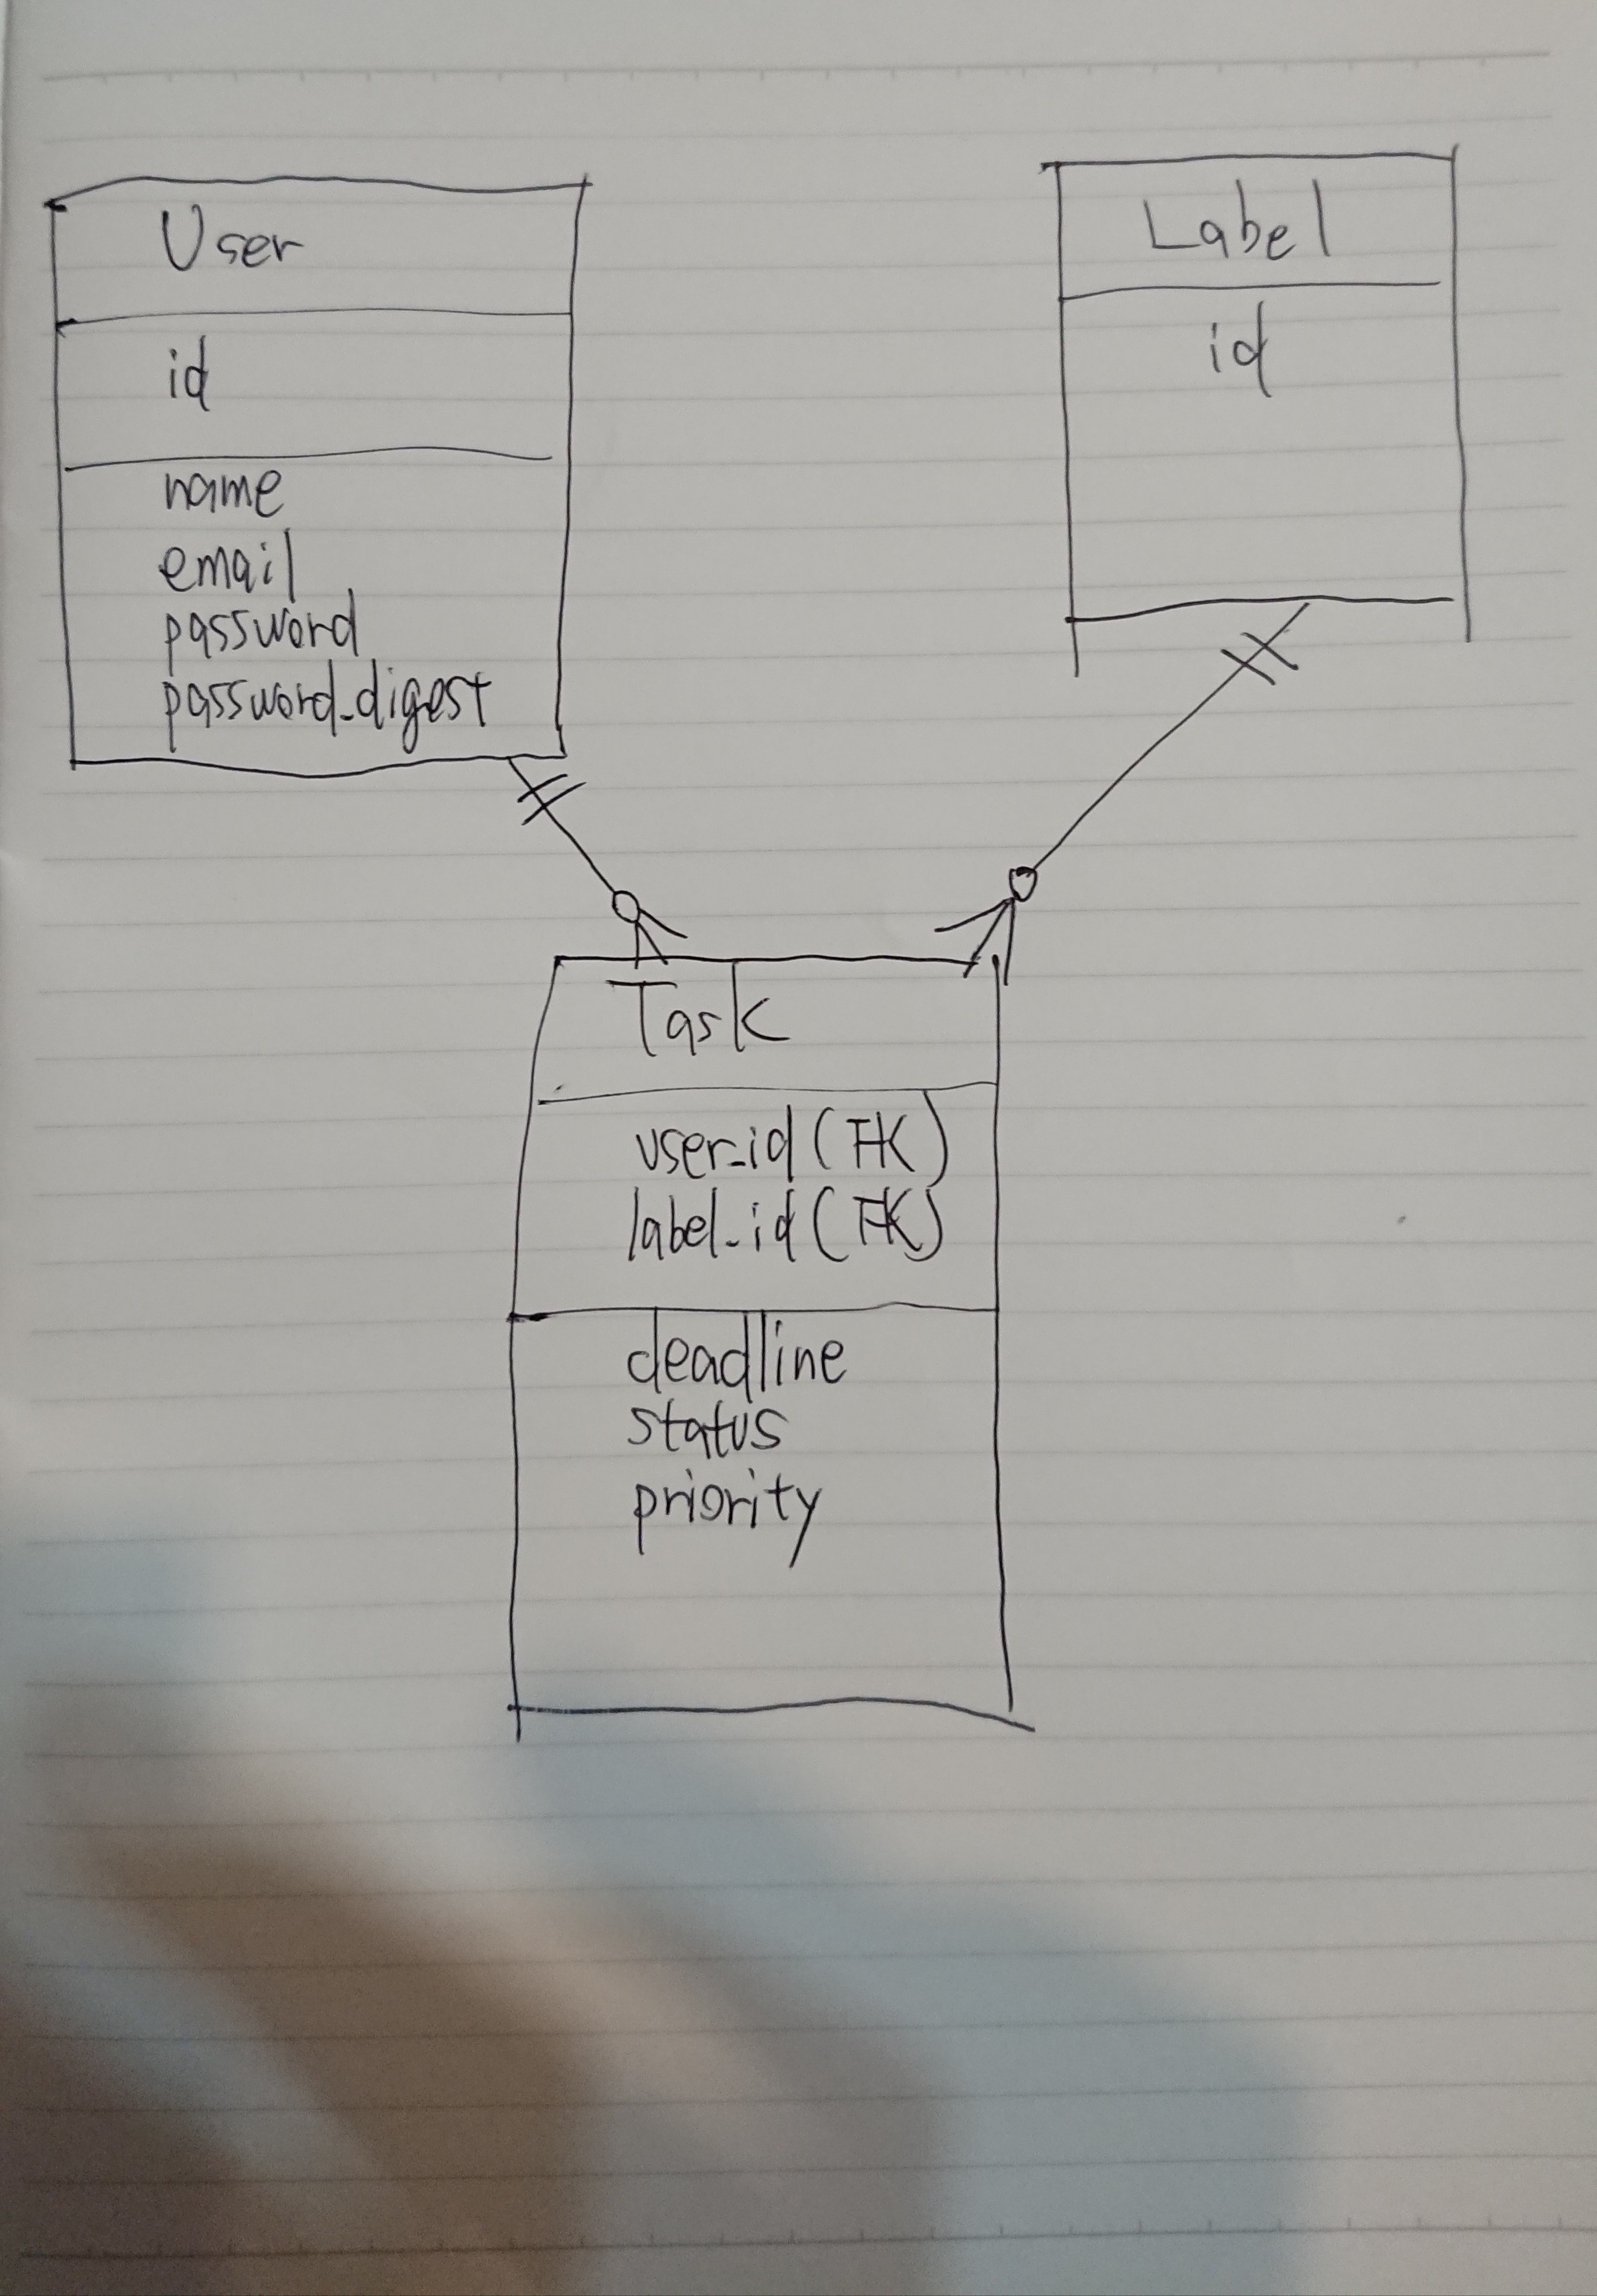 User
id
name
email
password
password_digest
Label
id
Task
user_id (FK)
label_id (FK)
deadline
status
priority